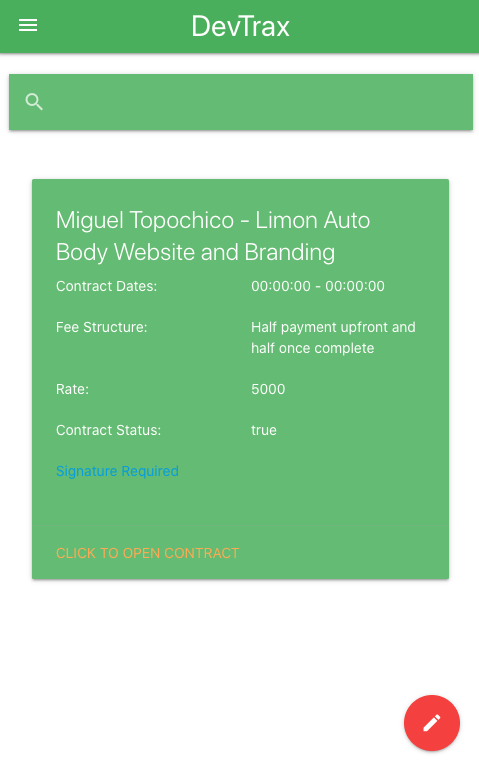 DevTrax
Miguel Topochico - Limon Auto
Body Website and Branding
Contract Dates: 00:00:00 - 00:00:00
Fee Structure: Half payment upfront and
half once complete
Rate: 5000
Contract Status: true
Signature Required
CLICK TO OPEN CONTRACT